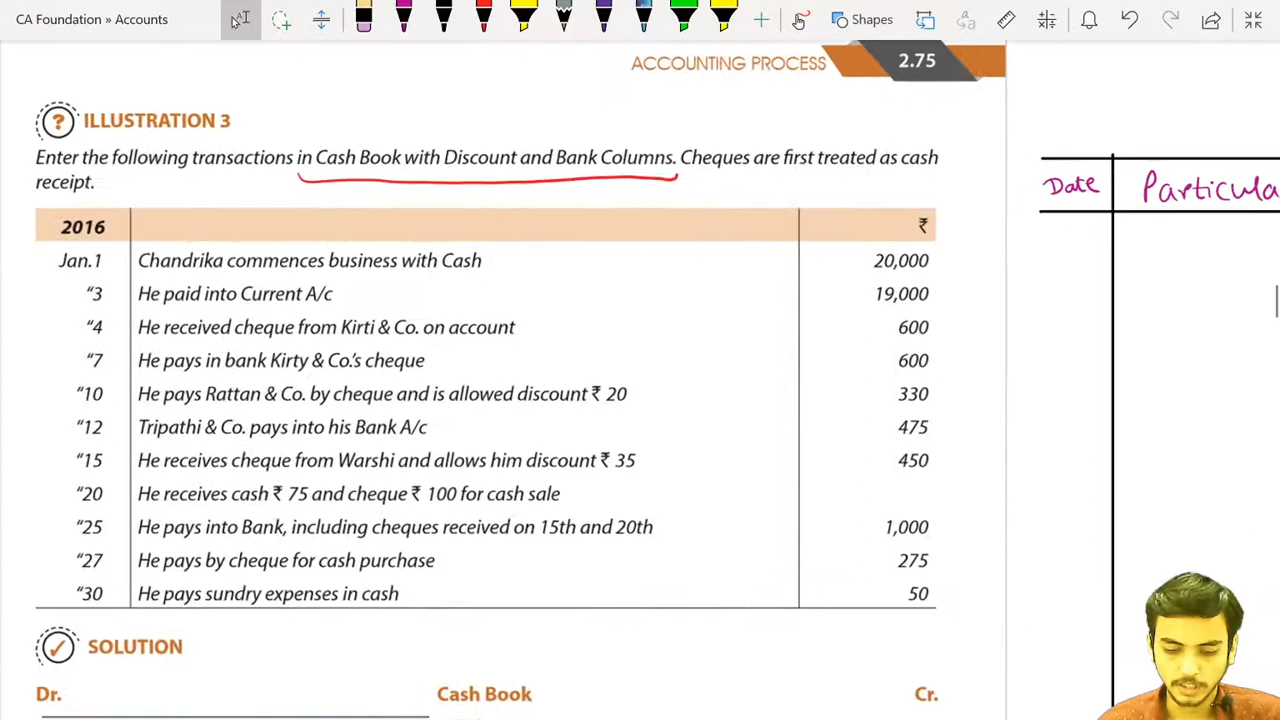 CA Foundation » Accounts
Shapes
ACCOUNTING PROCESS 2.75
? ILLUSTRATION 3
Enter the following transactions in Cash Book with Discount and Bank Columns. Cheques are first treated as cash
receipt.
2016 ₹
Jan.1 Chandrika commences business with Cash 20,000
“3 He paid into Current A/c 19,000
“4 He received cheque from Kirti & Co. on account 600
“7 He pays in bank Kirty & Co.’s cheque 600
“10 He pays Rattan & Co. by cheque and is allowed discount ₹ 20 330
“12 Tripathi & Co. pays into his Bank A/c 475
“15 He receives cheque from Warshi and allows him discount ₹ 35 450
“20 He receives cash ₹ 75 and cheque ₹ 100 for cash sale
“25 He pays into Bank, including cheques received on 15th and 20th 1,000
“27 He pays by cheque for cash purchase 275
“30 He pays sundry expenses in cash 50
SOLUTION
Dr. Cash Book Cr.
Date Particula